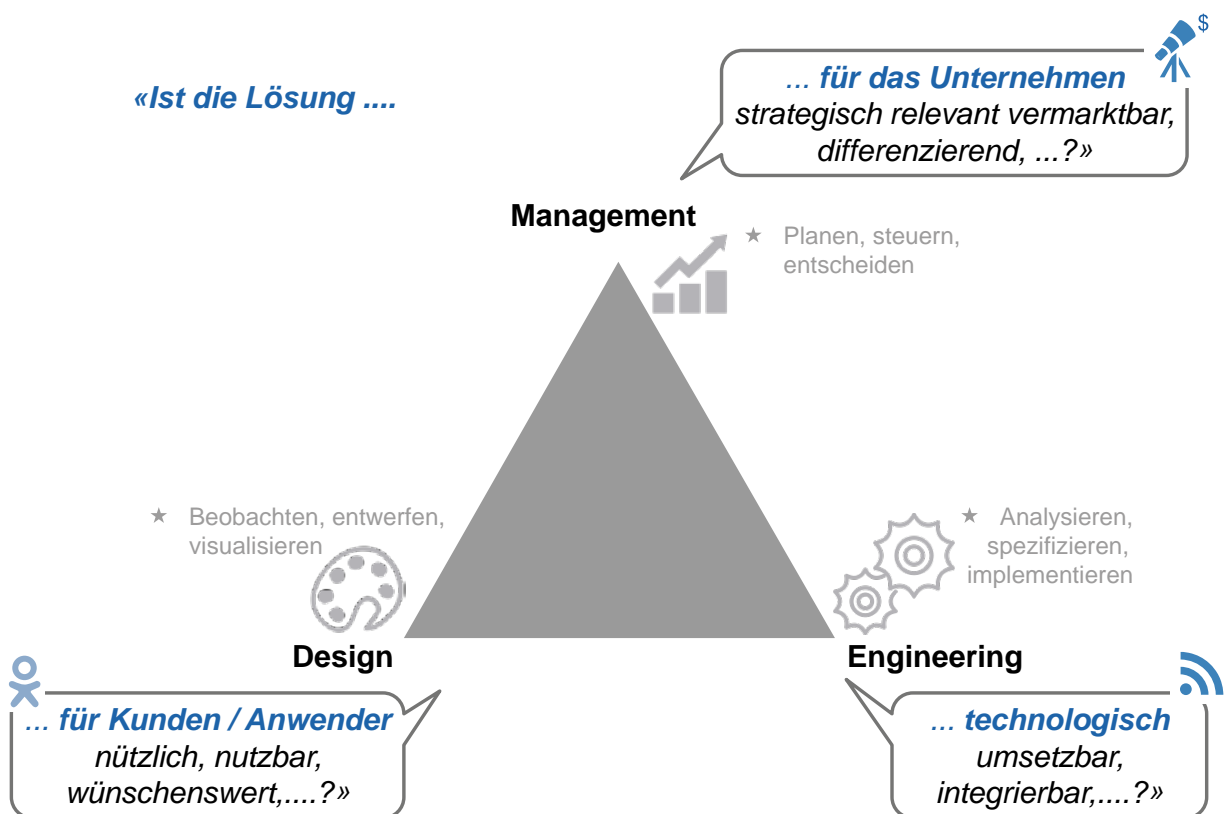 $
«Ist die Lösung ....
... für das Unternehmen
strategisch relevant vermarktbar,
differenzierend, ...?»
Management
★ Planen, steuern,
entscheiden
★ Beobachten, entwerfen,
visualisieren
★ Analysieren,
spezifizieren,
implementieren
Design
Engineering
... für Kunden / Anwender
nützlich, nutzbar,
wünschenswert,....?»
... technologisch
umsetzbar,
integrierbar,....?»